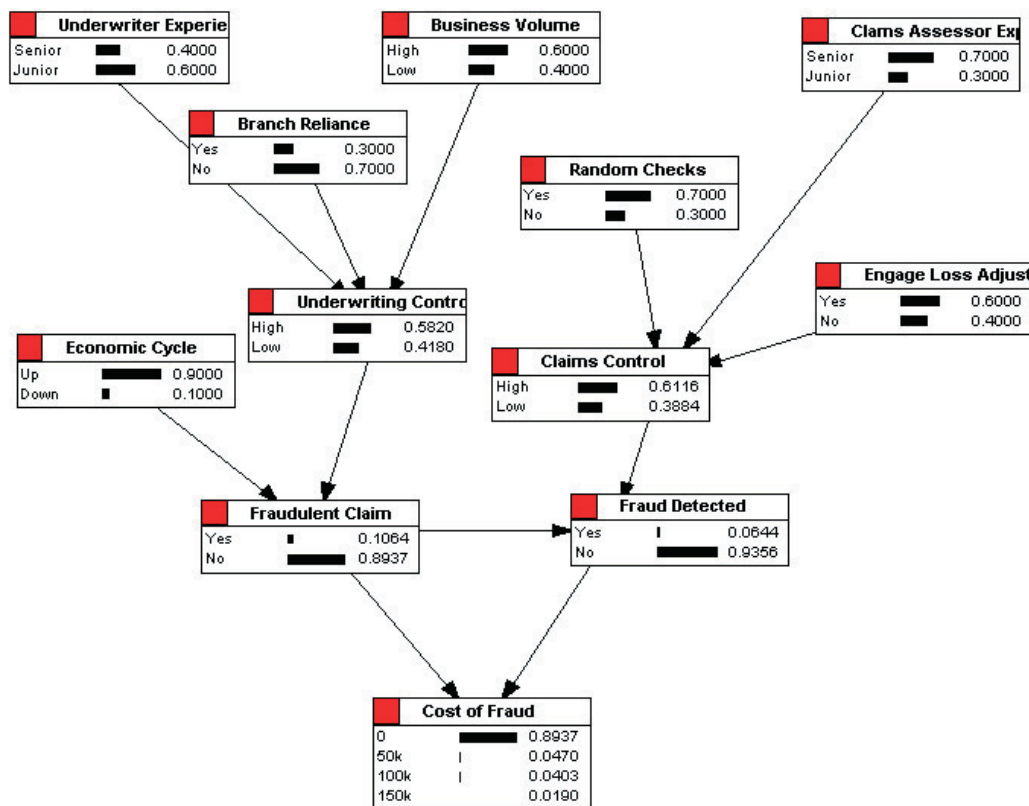 Underwriter Experie
Senior 0.4000
Junior 0.6000
Business Volume
High 0.6000
Low 0.4000
Clams Assessor Exp
Senior 0.7000
Junior 0.3000
Branch Reliance
Yes 0.3000
No 0.7000
Random Checks
Yes 0.7000
No 0.3000
Engage Loss Adjust
Yes 0.6000
No 0.4000
Underwriting Contro
High 0.5820
Low 0.4180
Economic Cycle
Up 0.9000
Down 0.1000
Claims Control
High 0.6116
Low 0.3884
Fraudulent Claim
Yes 0.1064
No 0.8937
Fraud Detected
Yes 0.0644
No 0.9356
Cost of Fraud
0 0.8937
50k 0.0470
100k 0.0403
150k 0.0190